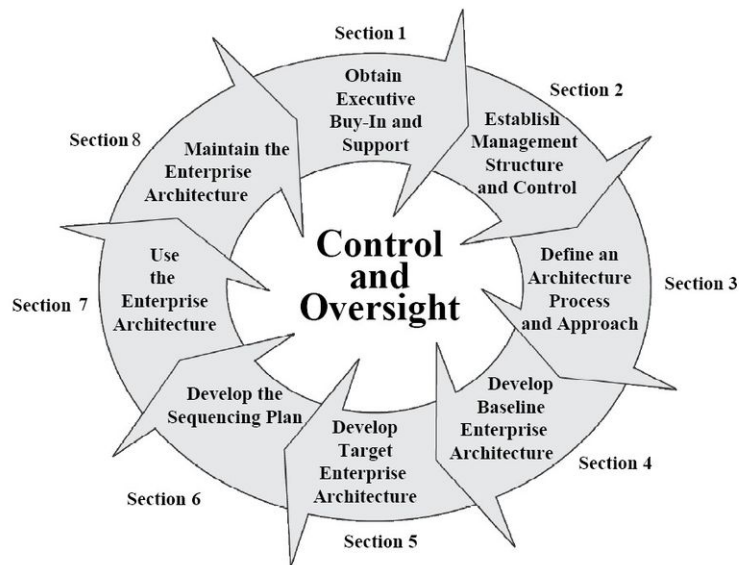 Section 1
Obtain
Executive
Buy-In and
Support
Section 2
Establish
Management
Structure
and Control
Section 3
Define an
Architecture
Process
and Approach
Section 4
Develop
Baseline
Enterprise
Architecture
Section 5
Develop
Target
Enterprise
Architecture
Section 6
Develop the
Sequencing Plan
Section 7
Use
the
Enterprise
Architecture
Section 8
Maintain the
Enterprise
Architecture
Control
and
Oversight